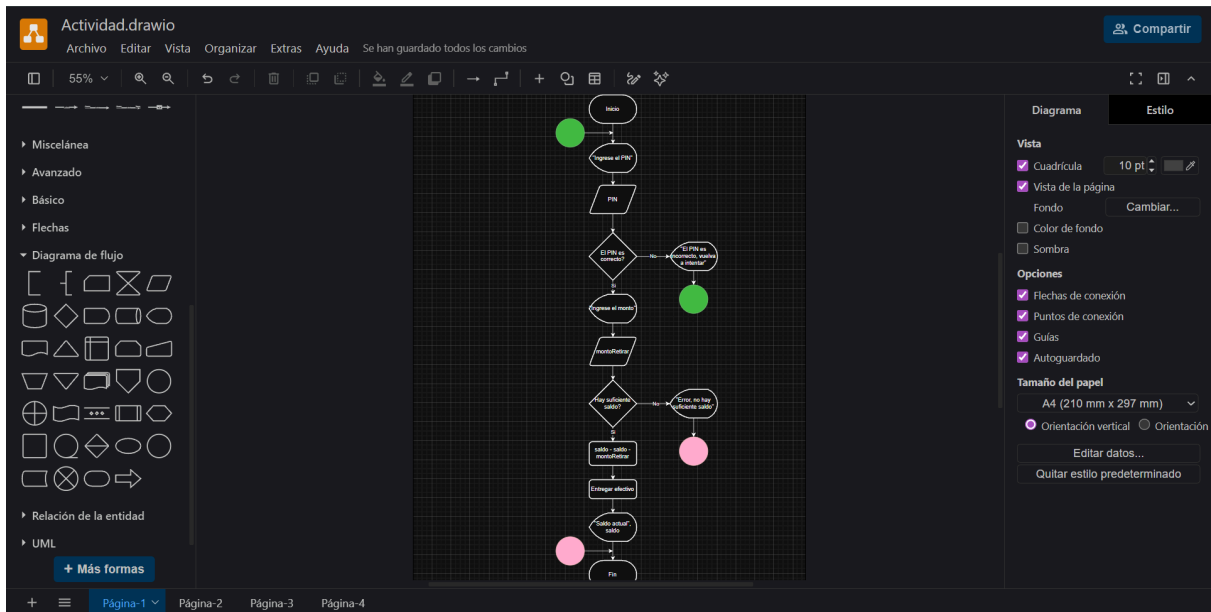 Actividad.drawio
Archivo Editar Vista Organizar Extras Ayuda Se han guardado todos los cambios
Compartir
55%
Miscelánea
Avanzado
Básico
Flechas
Diagrama de flujo
Relación de la entidad
UML
+ Más formas
Inicio
"Ingrese el PIN"
PIN
El PIN es
correcto?
No
"El PIN es
incorrecto, vuelva
a intentar"
Si
"Ingrese el monto"
montoRetirar
Hay suficiente
saldo?
No
"Error, no hay
suficiente saldo"
Si
saldo - saldo -
montoRetirar
Entregar efectivo
"Saldo actual",
saldo
Fin
Diagrama Estilo
Vista
Cuadrícula 10 pt
Vista de la página
Fondo Cambiar...
Color de fondo
Sombra
Opciones
Flechas de conexión
Puntos de conexión
Guías
Autoguardado
Tamaño del papel
A4 (210 mm x 297 mm)
Orientación vertical Orientación
Editar datos...
Quitar estilo predeterminado
Página-1 Página-2 Página-3 Página-4